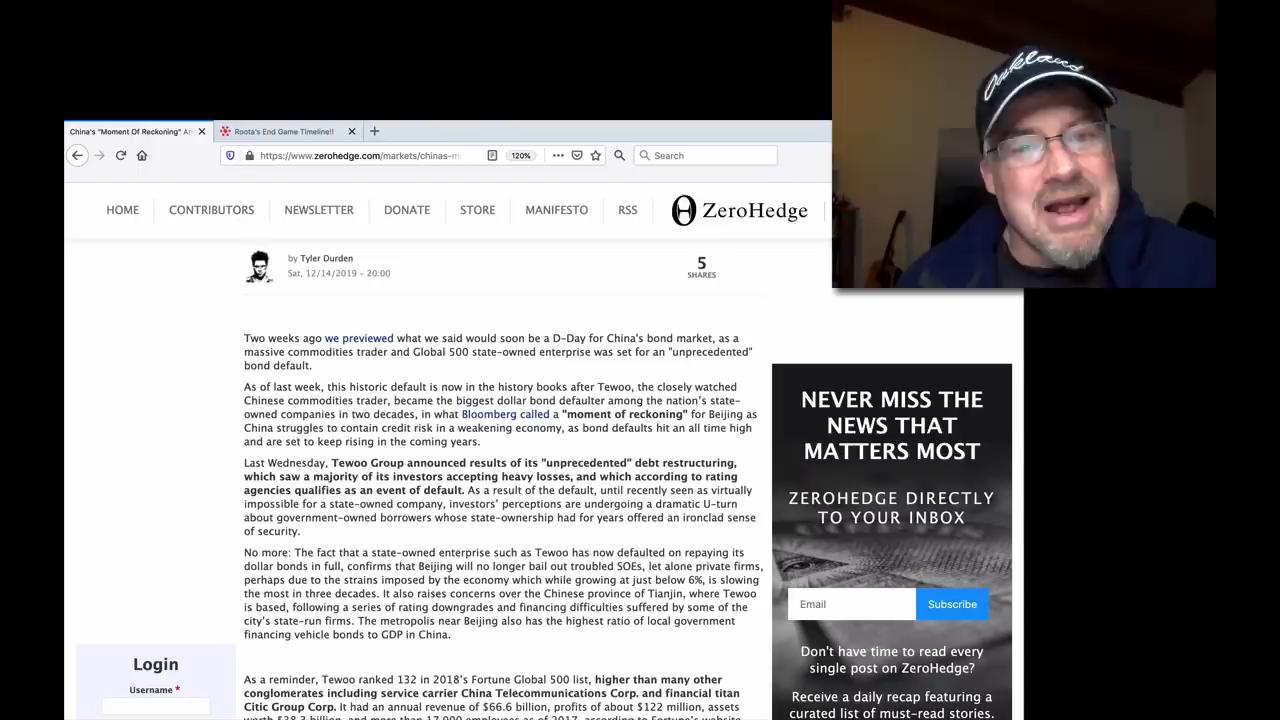 Oakland
China's "Moment Of Reckoning" An
Roota's End Game Timeline!!
https://www.zerohedge.com/markets/chinas-m
120%
Search
HOME
CONTRIBUTORS
NEWSLETTER
DONATE
STORE
MANIFESTO
RSS
ZeroHedge
by Tyler Durden
Sat, 12/14/2019 - 20:00
5
SHARES
Two weeks ago we previewed what we said would soon be a D-Day for China's bond market, as a
massive commodities trader and Global 500 state-owned enterprise was set for an "unprecedented"
bond default.
As of last week, this historic default is now in the history books after Tewoo, the closely watched
Chinese commodities trader, became the biggest dollar bond defaulter among the nation's state-
owned companies in two decades, in what Bloomberg called a "moment of reckoning" for Beijing as
China struggles to contain credit risk in a weakening economy, as bond defaults hit an all time high
and are set to keep rising in the coming years.
Last Wednesday, Tewoo Group announced results of its "unprecedented" debt restructuring,
which saw a majority of its investors accepting heavy losses, and which according to rating
agencies qualifies as an event of default. As a result of the default, until recently seen as virtually
impossible for a state-owned company, investors' perceptions are undergoing a dramatic U-turn
about government-owned borrowers whose state-ownership had for years offered an ironclad sense
of security.
No more: The fact that a state-owned enterprise such as Tewoo has now defaulted on repaying its
dollar bonds in full, confirms that Beijing will no longer bail out troubled SOEs, let alone private firms,
perhaps due to the strains imposed by the economy which while growing at just below 6%, is slowing
the most in three decades. It also raises concerns over the Chinese province of Tianjin, where Tewoo
is based, following a series of rating downgrades and financing difficulties suffered by some of the
city's state-run firms. The metropolis near Beijing also has the highest ratio of local government
financing vehicle bonds to GDP in China.
As a reminder, Tewoo ranked 132 in 2018's Fortune Global 500 list, higher than many other
conglomerates including service carrier China Telecommunications Corp. and financial titan
Citic Group Corp. It had an annual revenue of $66.6 billion, profits of about $122 million, assets
worth $38.3 billion, and more than 17,000 employees as of 2017, according to Fortune's website
NEVER MISS THE
NEWS THAT
MATTERS MOST
ZEROHEDGE DIRECTLY
TO YOUR INBOX
Email
Subscribe
Don't have time to read every
single post on ZeroHedge?
Receive a daily recap featuring a
curated list of must-read stories.
Login
Username *